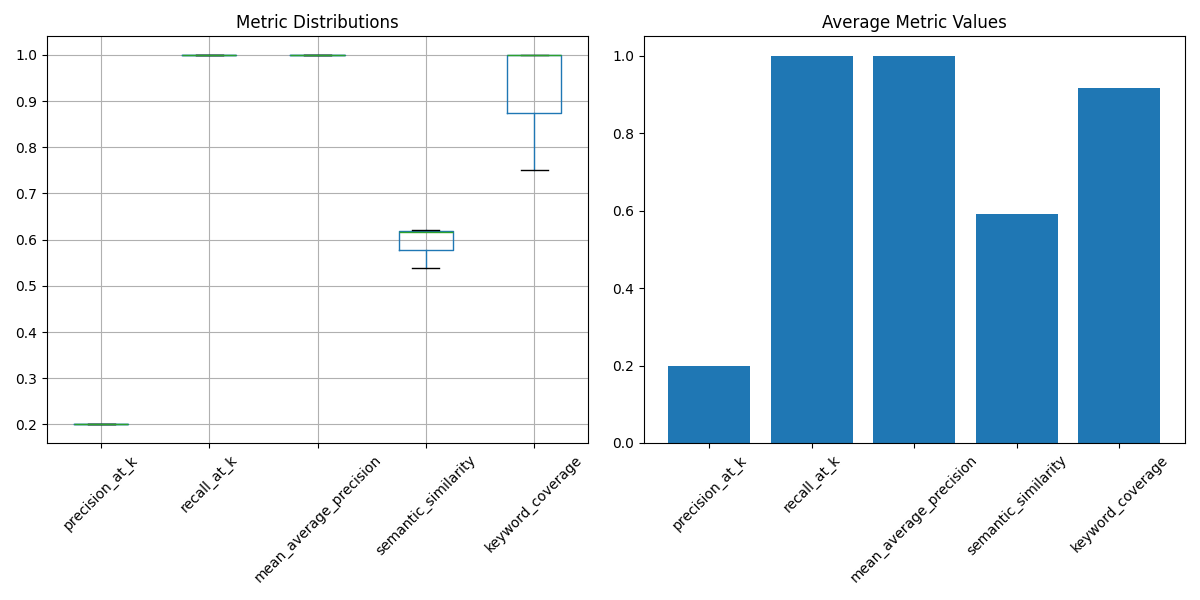 Metric Distributions
1.0
0.9
0.8
0.7
0.6
0.5
0.4
0.3
0.2
precision_at_k
recall_at_k
mean_average_precision
semantic_similarity
keyword_coverage
Average Metric Values
1.0
0.8
0.6
0.4
0.2
0.0
precision_at_k
recall_at_k
mean_average_precision
semantic_similarity
keyword_coverage